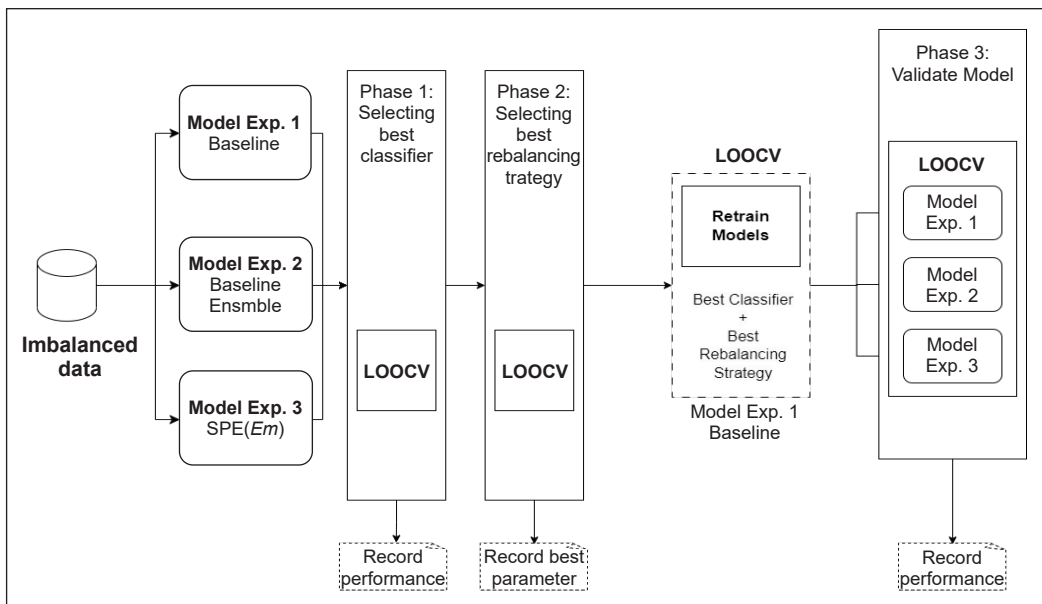 Imbalanced
data
Model Exp. 1
Baseline
Model Exp. 2
Baseline
Ensmble
Model Exp. 3
SPE(Em)
Phase 1:
Selecting
best
classifier
LOOCV
Record
performance
Phase 2:
Selecting
best
rebalancing
trategy
LOOCV
Record best
parameter
LOOCV
Retrain
Models
Best Classifier
+
Best
Rebalancing
Strategy
Model Exp. 1
Baseline
Phase 3:
Validate Model
LOOCV
Model
Exp. 1
Model
Exp. 2
Model
Exp. 3
Record
performance